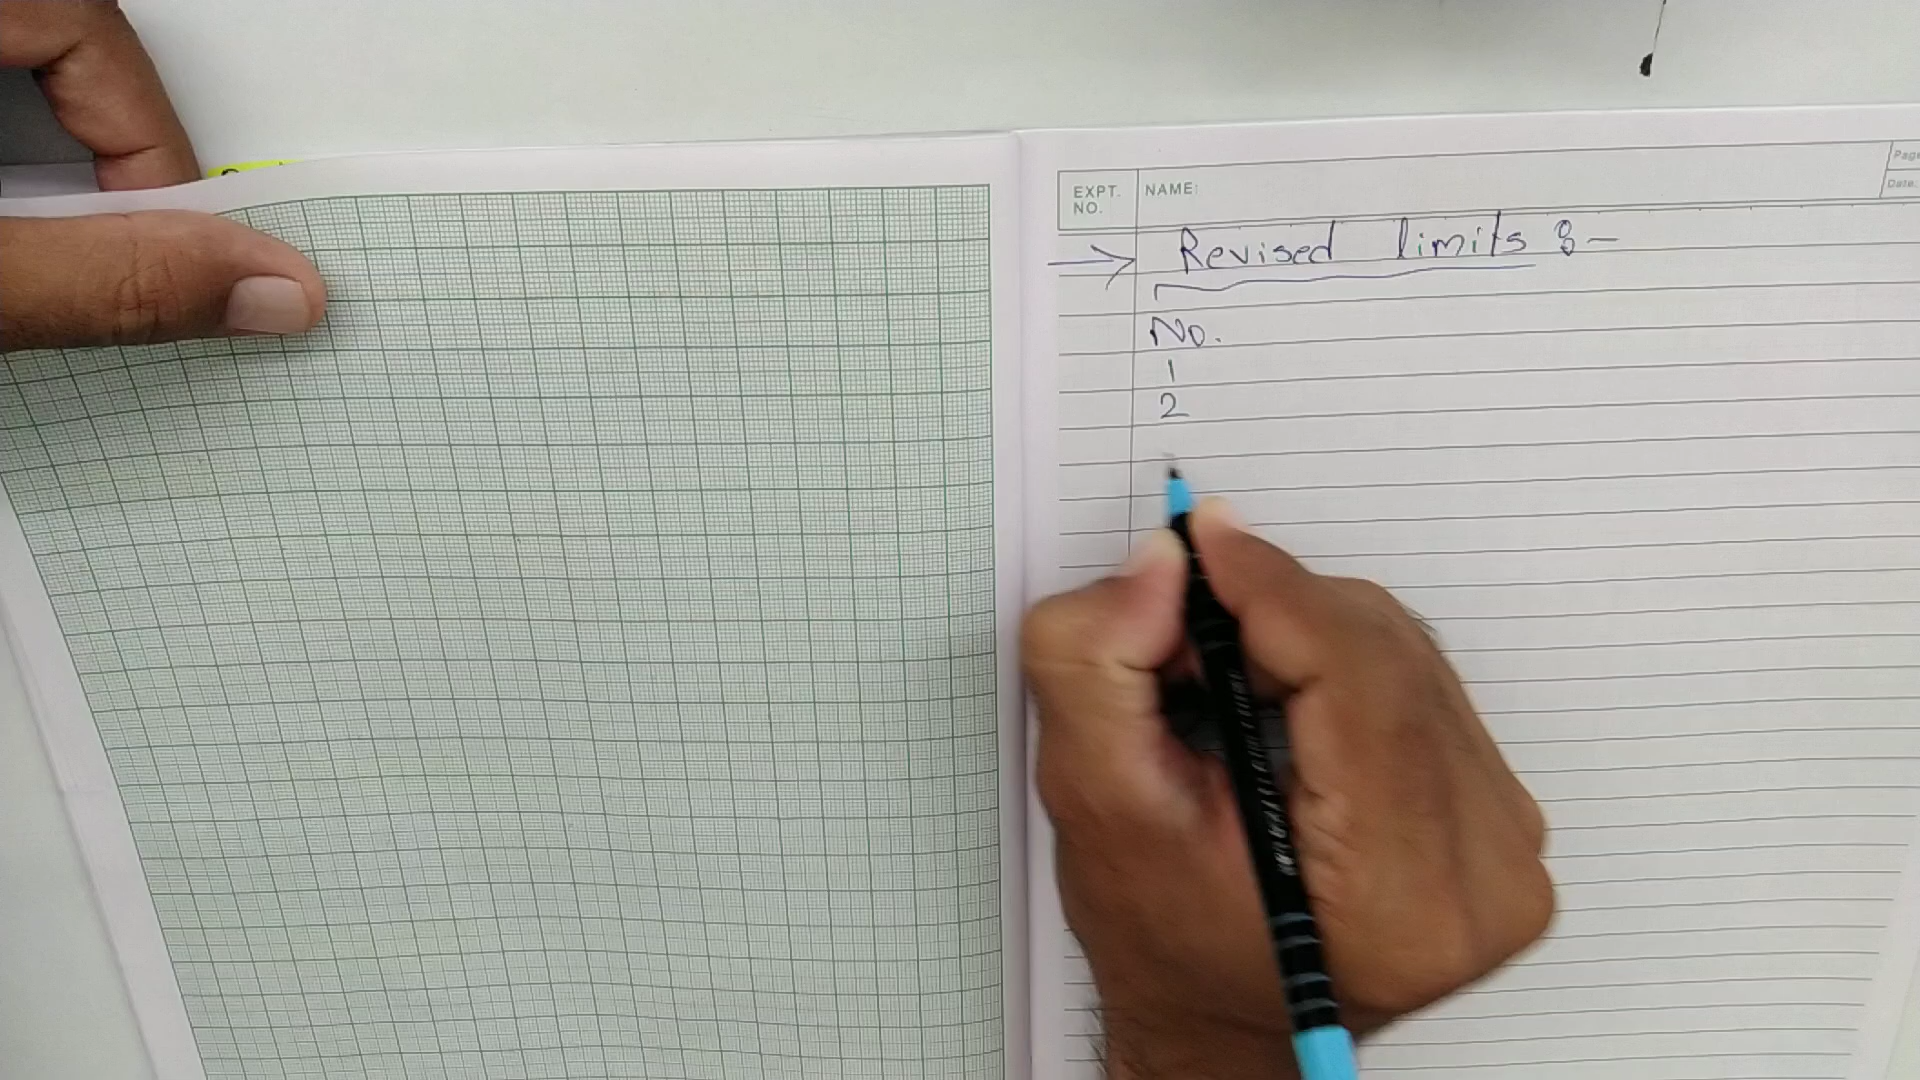 EXPT. NO.
NAME:
Page
Date:
→ Revised limits :-
No.
1
2